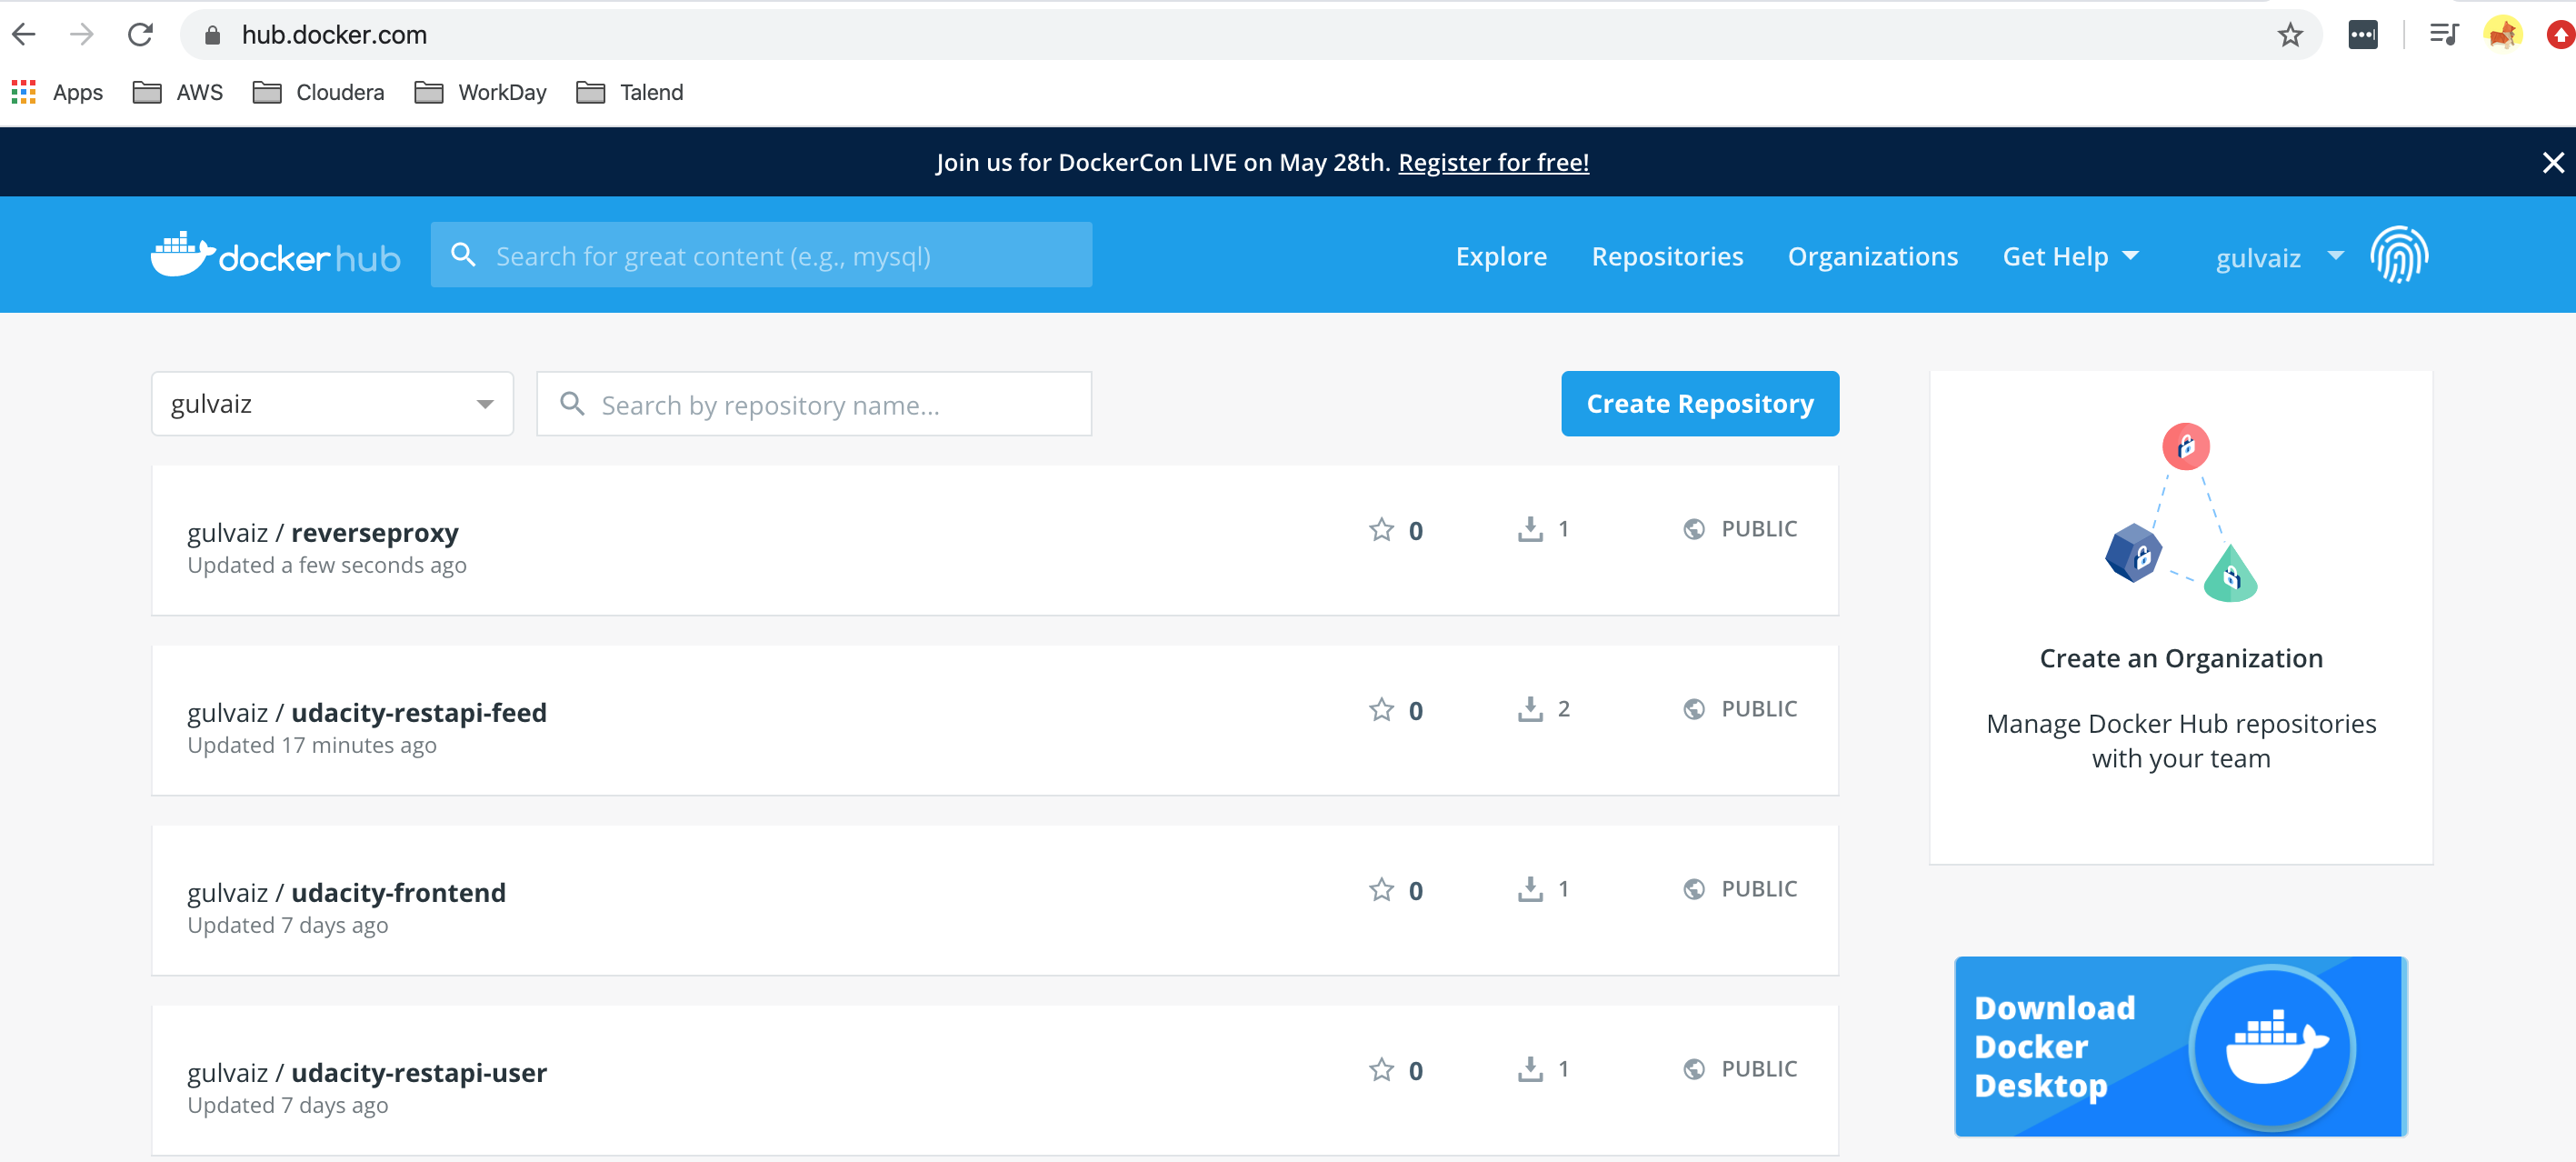 hub.docker.com
Apps AWS Cloudera WorkDay Talend
Join us for DockerCon LIVE on May 28th. Register for free!
dockerhub Search for great content (e.g., mysql) Explore Repositories Organizations Get Help gulvaiz
gulvaiz Search by repository name... Create Repository
gulvaiz / reverseproxy 0 1 PUBLIC
Updated a few seconds ago
gulvaiz / udacity-restapi-feed 0 2 PUBLIC
Updated 17 minutes ago
gulvaiz / udacity-frontend 0 1 PUBLIC
Updated 7 days ago
gulvaiz / udacity-restapi-user 0 1 PUBLIC
Updated 7 days ago
Create an Organization
Manage Docker Hub repositories
with your team
Download
Docker
Desktop